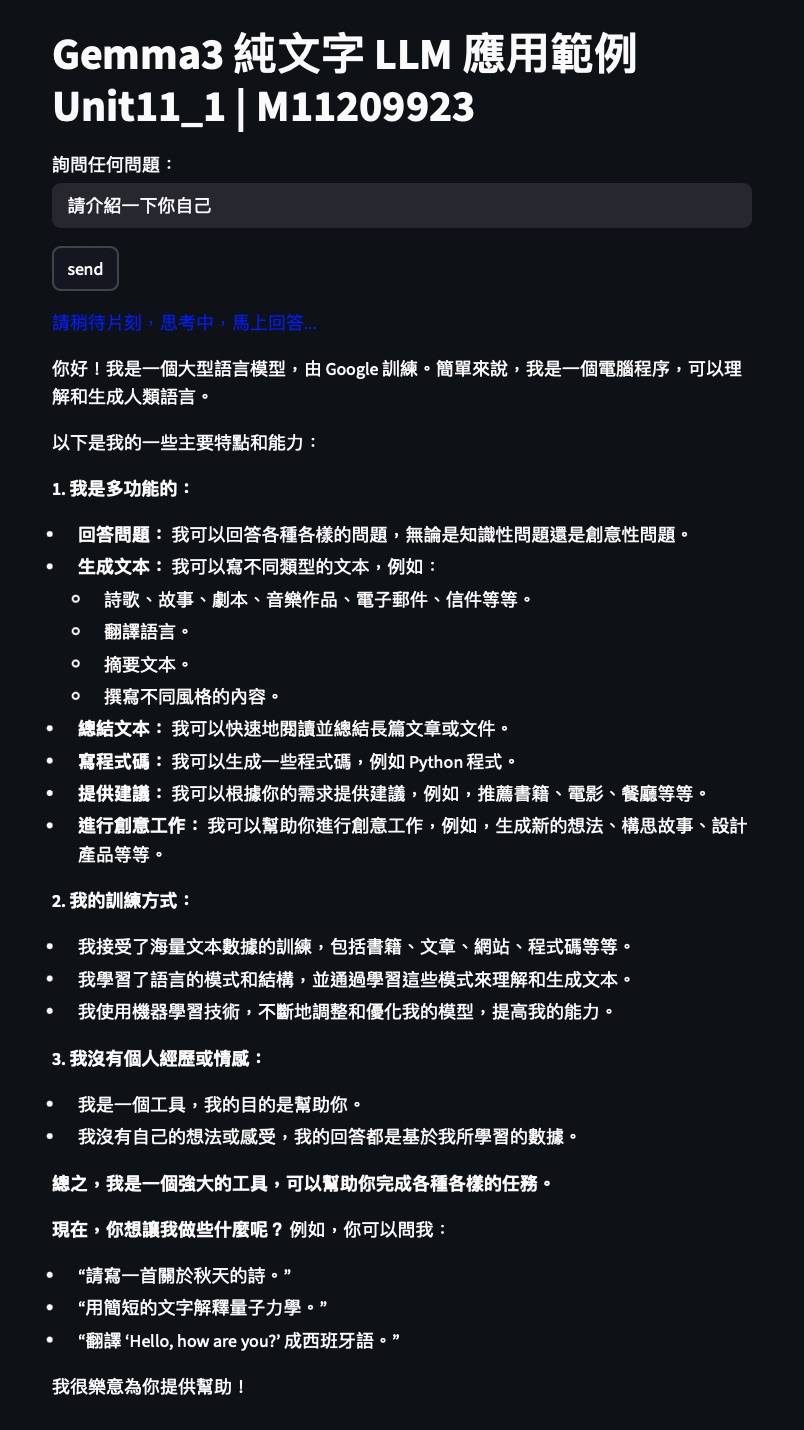 Gemma3 純文字 LLM 應用範例
Unit11_1 | M11209923
詢問任何問題：
請介紹一下你自己
send
請稍待片刻，思考中，馬上回答...
你好！我是一個大型語言模型，由 Google 訓練。簡單來說，我是一個電腦程序，可以理
解和生成人類語言。
以下是我的一些主要特點和能力：
1. 我是多功能的：
• 回答問題： 我可以回答各種各樣的問題，無論是知識性問題還是創意性問題。
• 生成文本： 我可以寫不同類型的文本，例如：
◦ 詩歌、故事、劇本、音樂作品、電子郵件、信件等等。
◦ 翻譯語言。
◦ 摘要文本。
◦ 撰寫不同風格的內容。
• 總結文本： 我可以快速地閱讀並總結長篇文章或文件。
• 寫程式碼： 我可以生成一些程式碼，例如 Python 程式。
• 提供建議： 我可以根據你的需求提供建議，例如，推薦書籍、電影、餐廳等等。
• 進行創意工作： 我可以幫助你進行創意工作，例如，生成新的想法、構思故事、設計
產品等等。
2. 我的訓練方式：
• 我接受了海量文本數據的訓練，包括書籍、文章、網站、程式碼等等。
• 我學習了語言的模式和結構，並通過學習這些模式來理解和生成文本。
• 我使用機器學習技術，不斷地調整和優化我的模型，提高我的能力。
3. 我沒有個人經歷或情感：
• 我是一個工具，我的目的是幫助你。
• 我沒有自己的想法或感受，我的回答都是基於我所學習的數據。
總之，我是一個強大的工具，可以幫助你完成各種各樣的任務。
現在，你想讓我做些什麼呢？ 例如，你可以問我：
• “請寫一首關於秋天的詩。”
• “用簡短的文字解釋量子力學。”
• “翻譯 ‘Hello, how are you?’ 成西班牙語。”
我很樂意為你提供幫助！